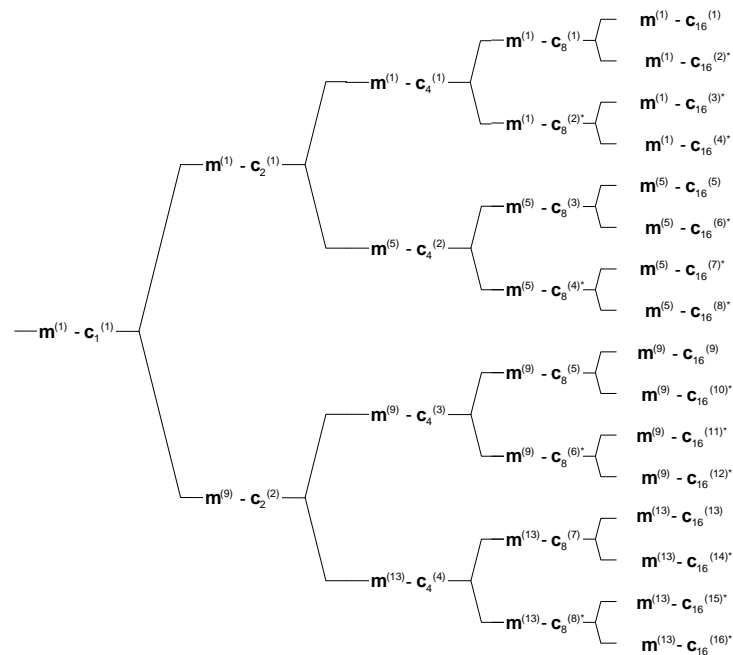 m(1) - c16(1)
m(1) - c8(1)
m(1) - c16(2)*
m(1) - c4(1)
m(1) - c16(3)*
m(1) - c8(2)*
m(1) - c16(4)*
m(1) - c2(1)
m(5) - c16(5)
m(5) - c8(3)
m(5) - c16(6)*
m(5) - c4(2)
m(5) - c16(7)*
m(5) - c8(4)*
m(5) - c16(8)*
m(1) - c1(1)
m(9) - c16(9)
m(9) - c8(5)
m(9) - c16(10)*
m(9) - c4(3)
m(9) - c16(11)*
m(9) - c8(6)*
m(9) - c16(12)*
m(9) - c2(2)
m(13) - c16(13)
m(13) - c8(7)
m(13) - c16(14)*
m(13) - c4(4)
m(13) - c16(15)*
m(13) - c8(8)*
m(13) - c16(16)*